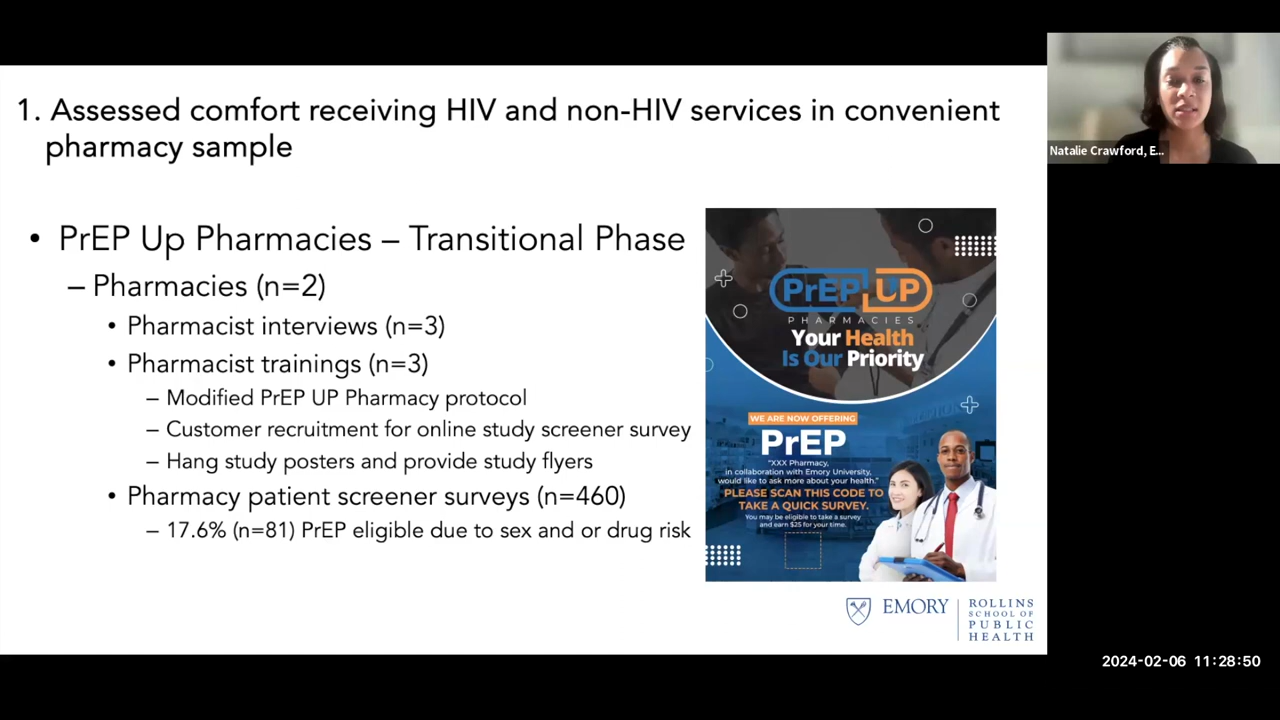 1. Assessed comfort receiving HIV and non-HIV services in convenient
pharmacy sample
• PrEP Up Pharmacies – Transitional Phase
– Pharmacies (n=2)
• Pharmacist interviews (n=3)
• Pharmacist trainings (n=3)
– Modified PrEP UP Pharmacy protocol
– Customer recruitment for online study screener survey
– Hang study posters and provide study flyers
• Pharmacy patient screener surveys (n=460)
– 17.6% (n=81) PrEP eligible due to sex and or drug risk
PrEP UP
PHARMACIES
Your Health
Is Our Priority
WE ARE NOW OFFERING
PrEP
"XXX Pharmacy,
in collaboration with Emory University,
would like to ask more about your health."
PLEASE SCAN THIS CODE TO
TAKE A QUICK SURVEY.
You may be eligible to take a survey
and earn $25 for your time.
EMORY
ROLLINS
SCHOOL OF
PUBLIC
HEALTH
Natalie Crawford, E...
2024-02-06 11:28:50